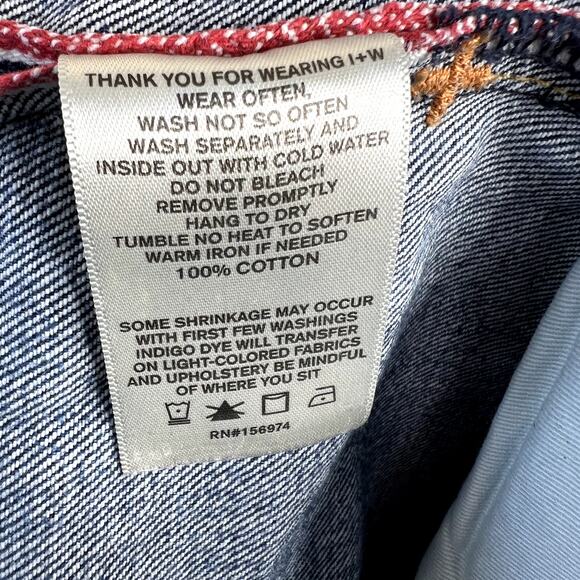 THANK YOU FOR WEARING I+W
WEAR OFTEN,
WASH NOT SO OFTEN
WASH SEPARATELY AND
INSIDE OUT WITH COLD WATER
DO NOT BLEACH
REMOVE PROMPTLY
HANG TO DRY
TUMBLE NO HEAT TO SOFTEN
WARM IRON IF NEEDED
100% COTTON
SOME SHRINKAGE MAY OCCUR
WITH FIRST FEW WASHINGS
INDIGO DYE WILL TRANSFER
ON LIGHT-COLORED FABRICS
AND UPHOLSTERY BE MINDFUL
OF WHERE YOU SIT
RN#156974